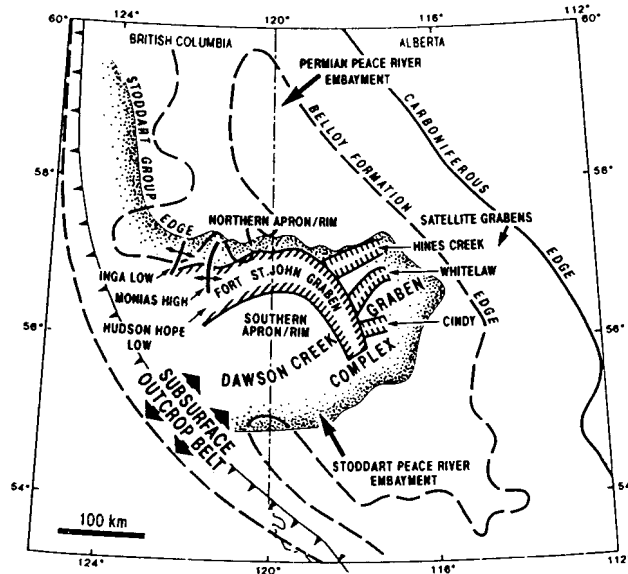 124°
120°
116°
112°
60°
60°
BRITISH COLUMBIA
ALBERTA
PERMIAN PEACE RIVER
EMBAYMENT
STODDART GROUP
EDGE
BELLOY FORMATION
EDGE
CARBONIFEROUS
EDGE
58°
58°
NORTHERN APRON/RIM
SATELLITE GRABENS
HINES CREEK
INGA LOW
FORT ST. JOHN GRABEN
WHITELAW
MONIAS HIGH
GRABEN
HUDSON HOPE
LOW
SOUTHERN
APRON/RIM
CINDY
56°
56°
DAWSON CREEK
COMPLEX
SUBSURFACE
OUTCROP BELT
STODDART PEACE RIVER
EMBAYMENT
54°
54°
100 km
124°
120°
116°
112